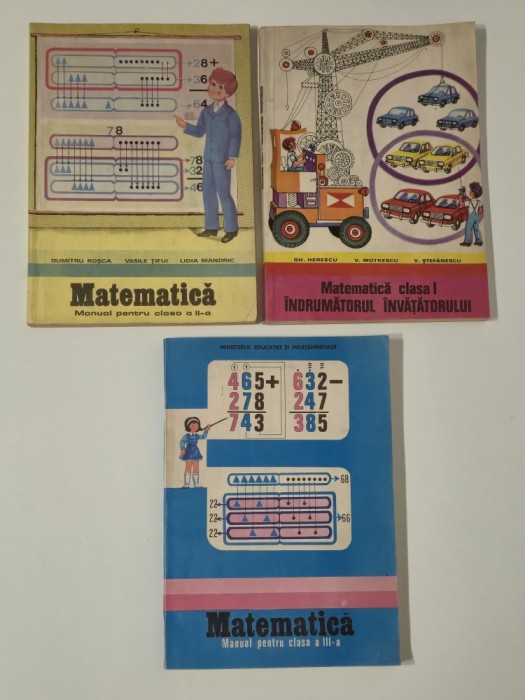 28+
36
64
78
78
32
46
DUMITRU ROȘCA VASILE ȚIFUI LIDIA MANDRIC
Matematică
Manual pentru clasa a II-a
GH. HERESCU V. MOTRESCU V. ȘTEFĂNESCU
Matematică clasa I
ÎNDRUMĂTORUL ÎNVĂȚĂTORULUI
MINISTERUL EDUCAȚIEI ȘI ÎNVĂȚĂMÎNTULUI
465+ 632−
278 247
743 385
68
22
22 66
22
Matematică
Manual pentru clasa a III-a